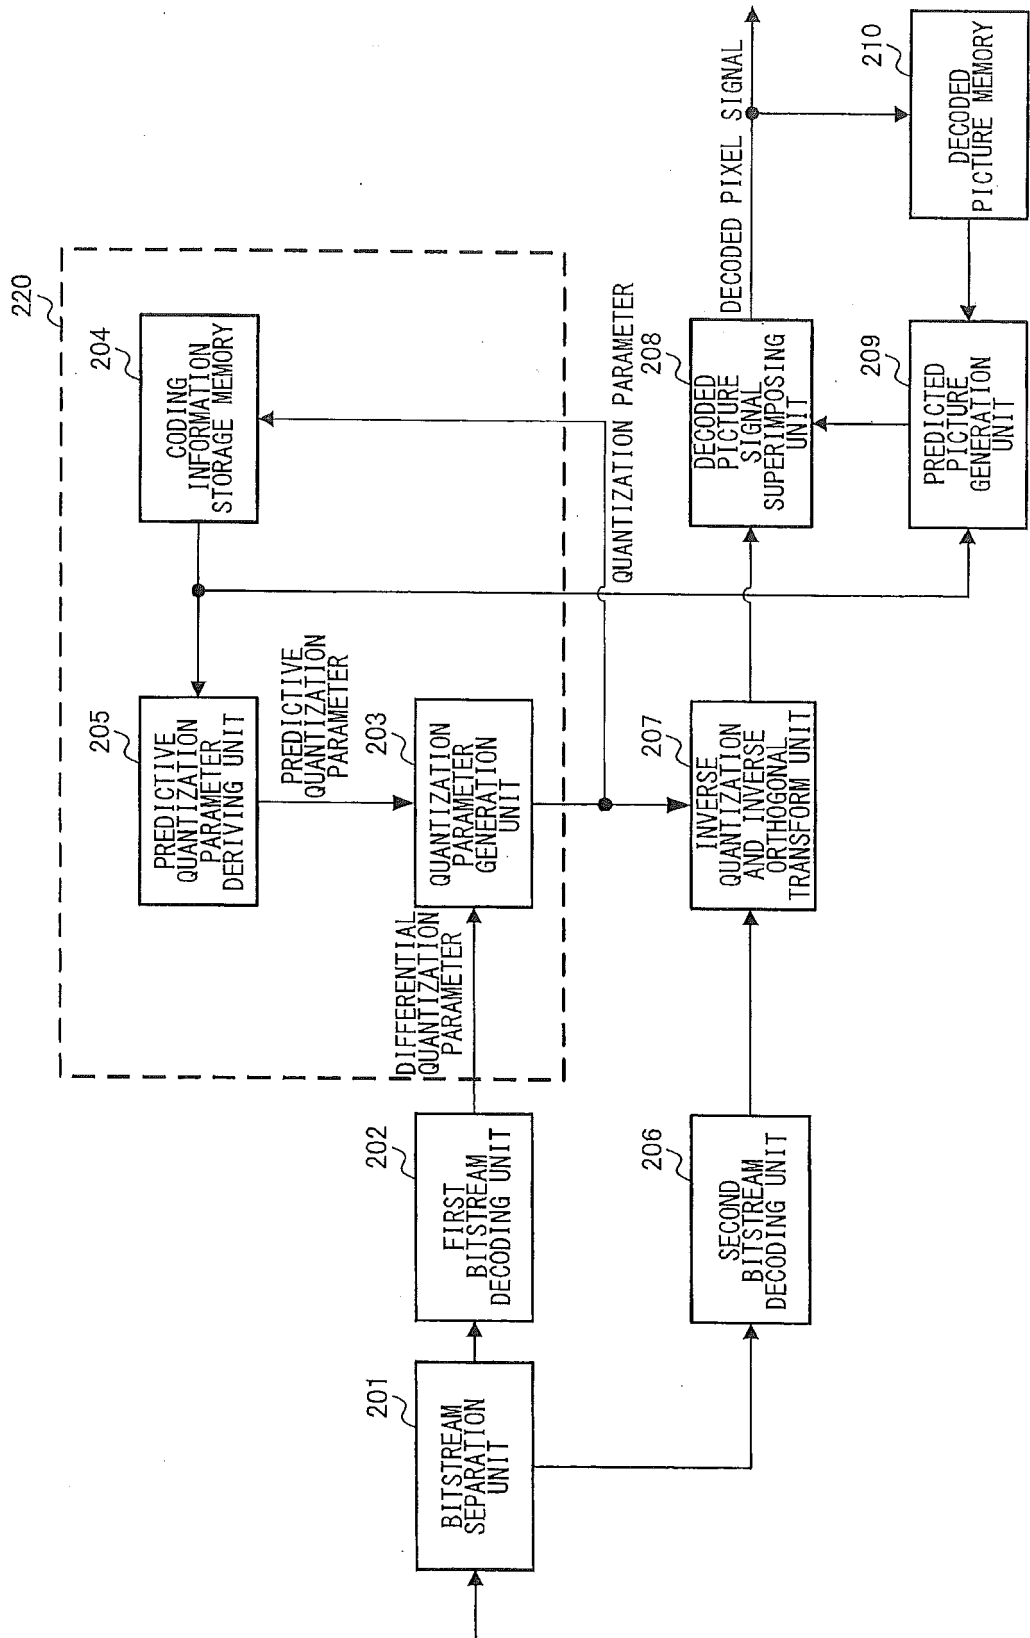 220
204
CODING
INFORMATION
STORAGE MEMORY
205
PREDICTIVE
QUANTIZATION
PARAMETER
DERIVING UNIT
PREDICTIVE
QUANTIZATION
PARAMETER
203
QUANTIZATION
PARAMETER
GENERATION
UNIT
DIFFERENTIAL
QUANTIZATION
PARAMETER
202
FIRST
BITSTREAM
DECODING UNIT
201
BITSTREAM
SEPARATION
UNIT
QUANTIZATION PARAMETER
206
SECOND
BITSTREAM
DECODING UNIT
207
INVERSE
QUANTIZATION
AND INVERSE
ORTHOGONAL
TRANSFORM UNIT
208
DECODED
PICTURE
SIGNAL
SUPERIMPOSING
UNIT
DECODED PIXEL SIGNAL
209
PREDICTED
PICTURE
GENERATION
UNIT
210
DECODED
PICTURE MEMORY